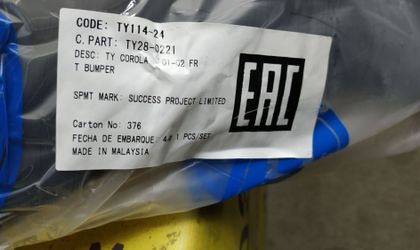 CODE: TY114-24
C. PART: TY28-0221
DESC: TY COROLA 01-02 FR
T BUMPER
SPMT MARK: SUCCESS PROJECT LIMITED
Carton No: 376
FECHA DE EMBARQUE: 4# 1 PCS/SET
MADE IN MALAYSIA
EAC